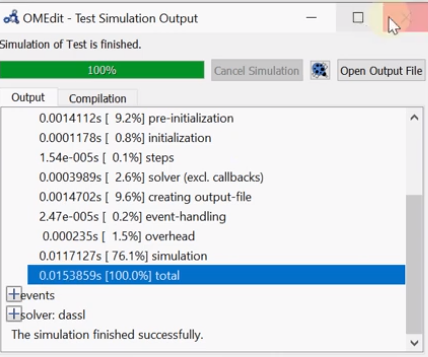 OMEdit - Test Simulation Output
Simulation of Test is finished.
100% Cancel Simulation Open Output File
Output Compilation
0.0014112s [ 9.2%] pre-initialization
0.0001178s [ 0.8%] initialization
1.54e-005s [ 0.1%] steps
0.0003989s [ 2.6%] solver (excl. callbacks)
0.0014702s [ 9.6%] creating output-file
2.47e-005s [ 0.2%] event-handling
0.000235s [ 1.5%] overhead
0.0117127s [ 76.1%] simulation
0.0153859s [100.0%] total
events
solver: dassl
The simulation finished successfully.